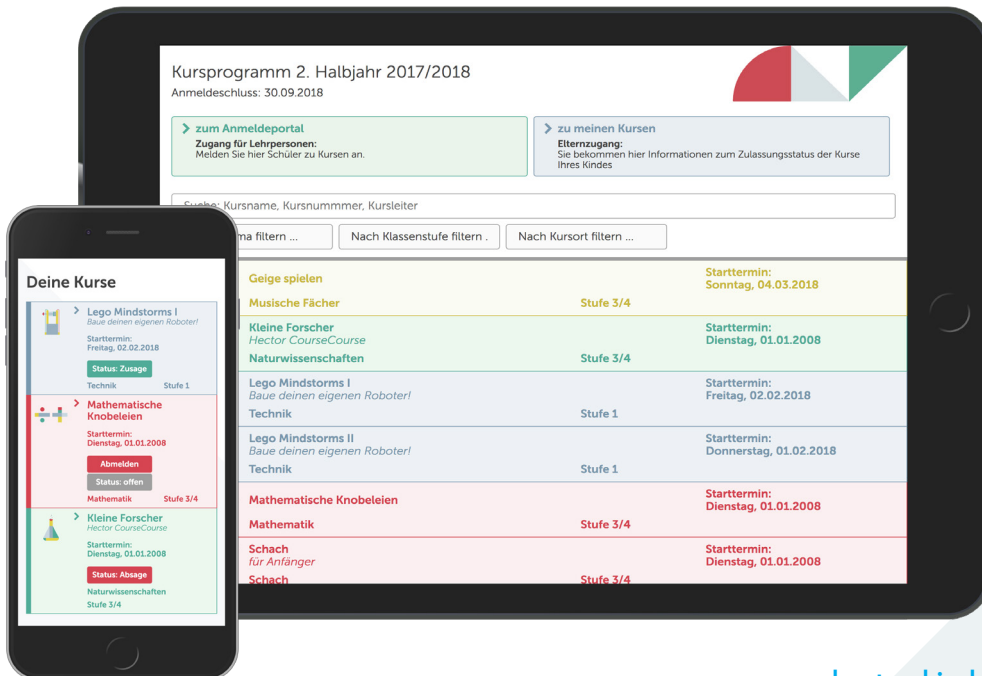 Kursprogramm 2. Halbjahr 2017/2018
Anmeldeschluss: 30.09.2018
zum Anmeldeportal
Zugang für Lehrpersonen:
Melden Sie hier Schüler zu Kursen an.
zu meinen Kursen
Elternzugang:
Sie bekommen hier Informationen zum Zulassungsstatus der Kurse
Ihres Kindes
Suche: Kursname, Kursnummmer, Kursleiter
filtern ...
Nach Klassenstufe filtern .
Nach Kursort filtern ...
Geige spielen
Starttermin:
Sonntag, 04.03.2018
Musische Fächer Stufe 3/4
Kleine Forscher
Hector CourseCourse
Starttermin:
Dienstag, 01.01.2008
Naturwissenschaften Stufe 3/4
Lego Mindstorms I
Baue deinen eigenen Roboter!
Starttermin:
Freitag, 02.02.2018
Technik Stufe 1
Lego Mindstorms II
Baue deinen eigenen Roboter!
Starttermin:
Donnerstag, 01.02.2018
Technik Stufe 1
Mathematische Knobeleien
Starttermin:
Dienstag, 01.01.2008
Mathematik Stufe 3/4
Schach
für Anfänger
Starttermin:
Dienstag, 01.01.2008
Schach Stufe 3/4
Deine Kurse
Lego Mindstorms I
Baue deinen eigenen Roboter!
Starttermin:
Freitag, 02.02.2018
Status: Zusage
Technik Stufe 1
Mathematische
Knobeleien
Starttermin:
Dienstag, 01.01.2008
Abmelden
Status: offen
Mathematik Stufe 3/4
Kleine Forscher
Hector CourseCourse
Starttermin:
Dienstag, 01.01.2008
Status: Absage
Naturwissenschaften
Stufe 3/4